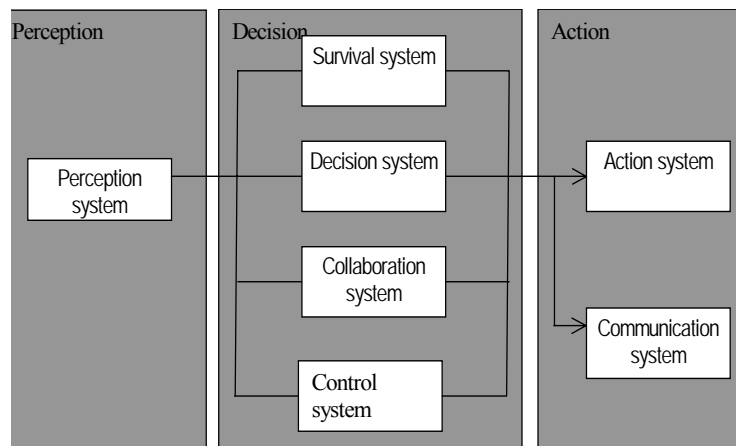 Perception
Perception
system
Decision
Survival system
Decision system
Collaboration
system
Control
system
Action
Action system
Communication
system